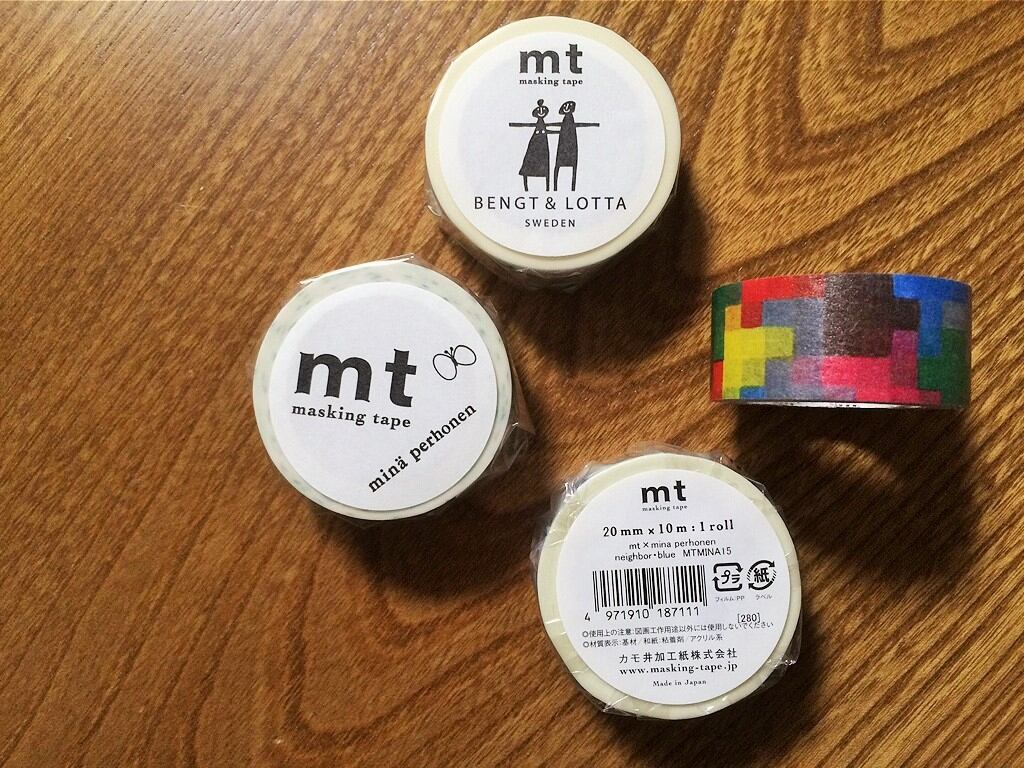 mt
masking tape
BENGT & LOTTA
SWEDEN
mt
masking tape
minä perhonen
mt
masking tape
20 mm x 10 m : 1 roll
mt×mina perhonen
neighbor・blue MTMINA15
プラ
紙
フィルム:PP
ラベル
4 971910 187111
[280]
◎使用上の注意:図画工作用途以外には使用しないでください
◎材質表示:基材/和紙:粘着剤/アクリル系
カモ井加工紙株式会社
www.masking-tape.jp
Made in Japan